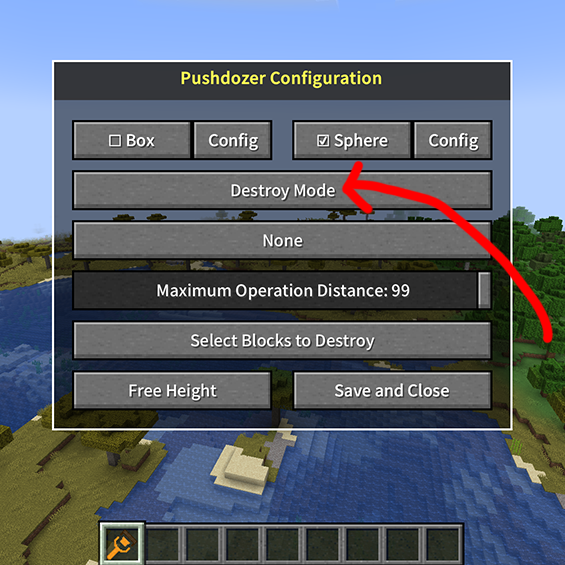 Pushdozer Configuration
☐ Box Config ☑ Sphere Config
Destroy Mode
None
Maximum Operation Distance: 99
Select Blocks to Destroy
Free Height Save and Close